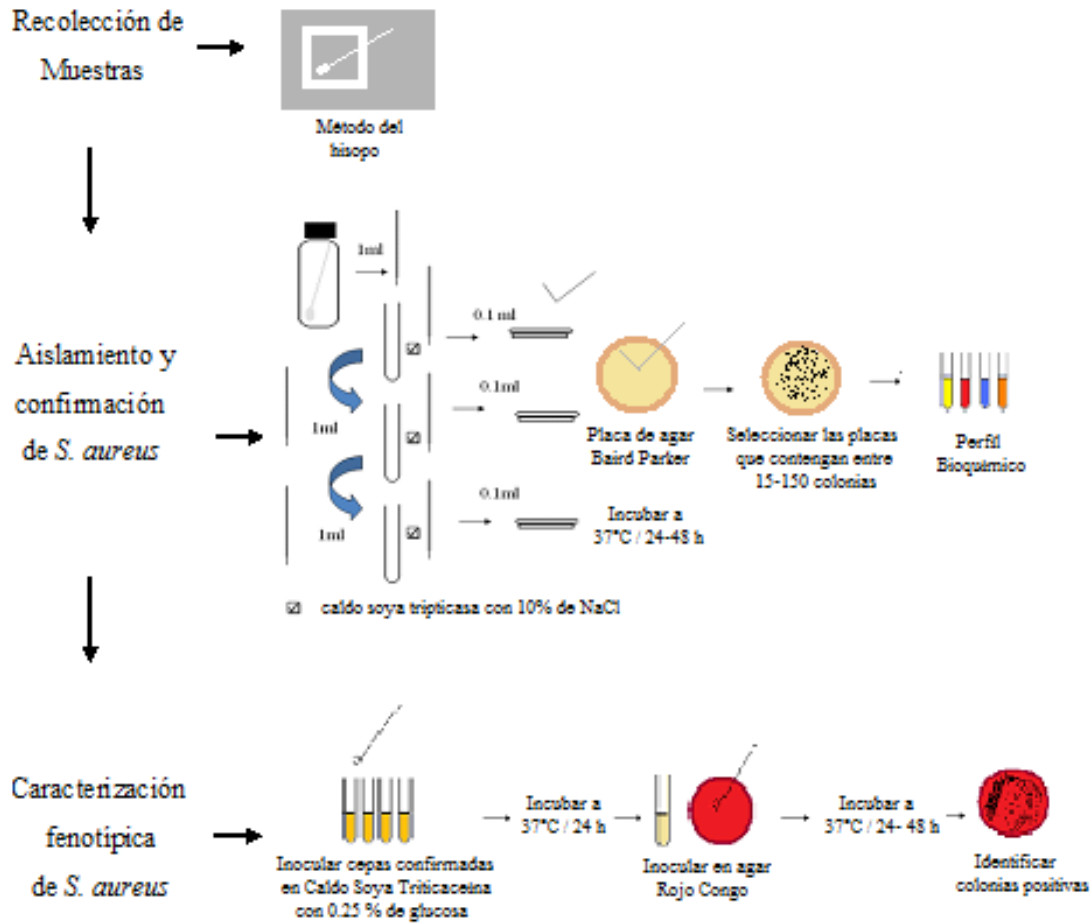 Recolección de
Muestras
Método del
hisopo
1ml
0.1 ml
Aislamiento y
confirmación
de S. aureus
1ml
0.1ml
1ml
0.1ml
Placa de agar
Baird Parker
Incubar a
37°C / 24-48 h
Seleccionar las placas
que contengan entre
15-150 colonias
Perfil
Bioquímico
☑ caldo soya tripticasa con 10% de NaCl
Caracterización
fenotípica
de S. aureus
Inocular cepas confirmadas
en Caldo Soya Triticaceina
con 0.25 % de glucosa
Incubar a
37°C / 24 h
Inocular en agar
Rojo Congo
Incubar a
37°C / 24- 48 h
Identificar
colonias positivas